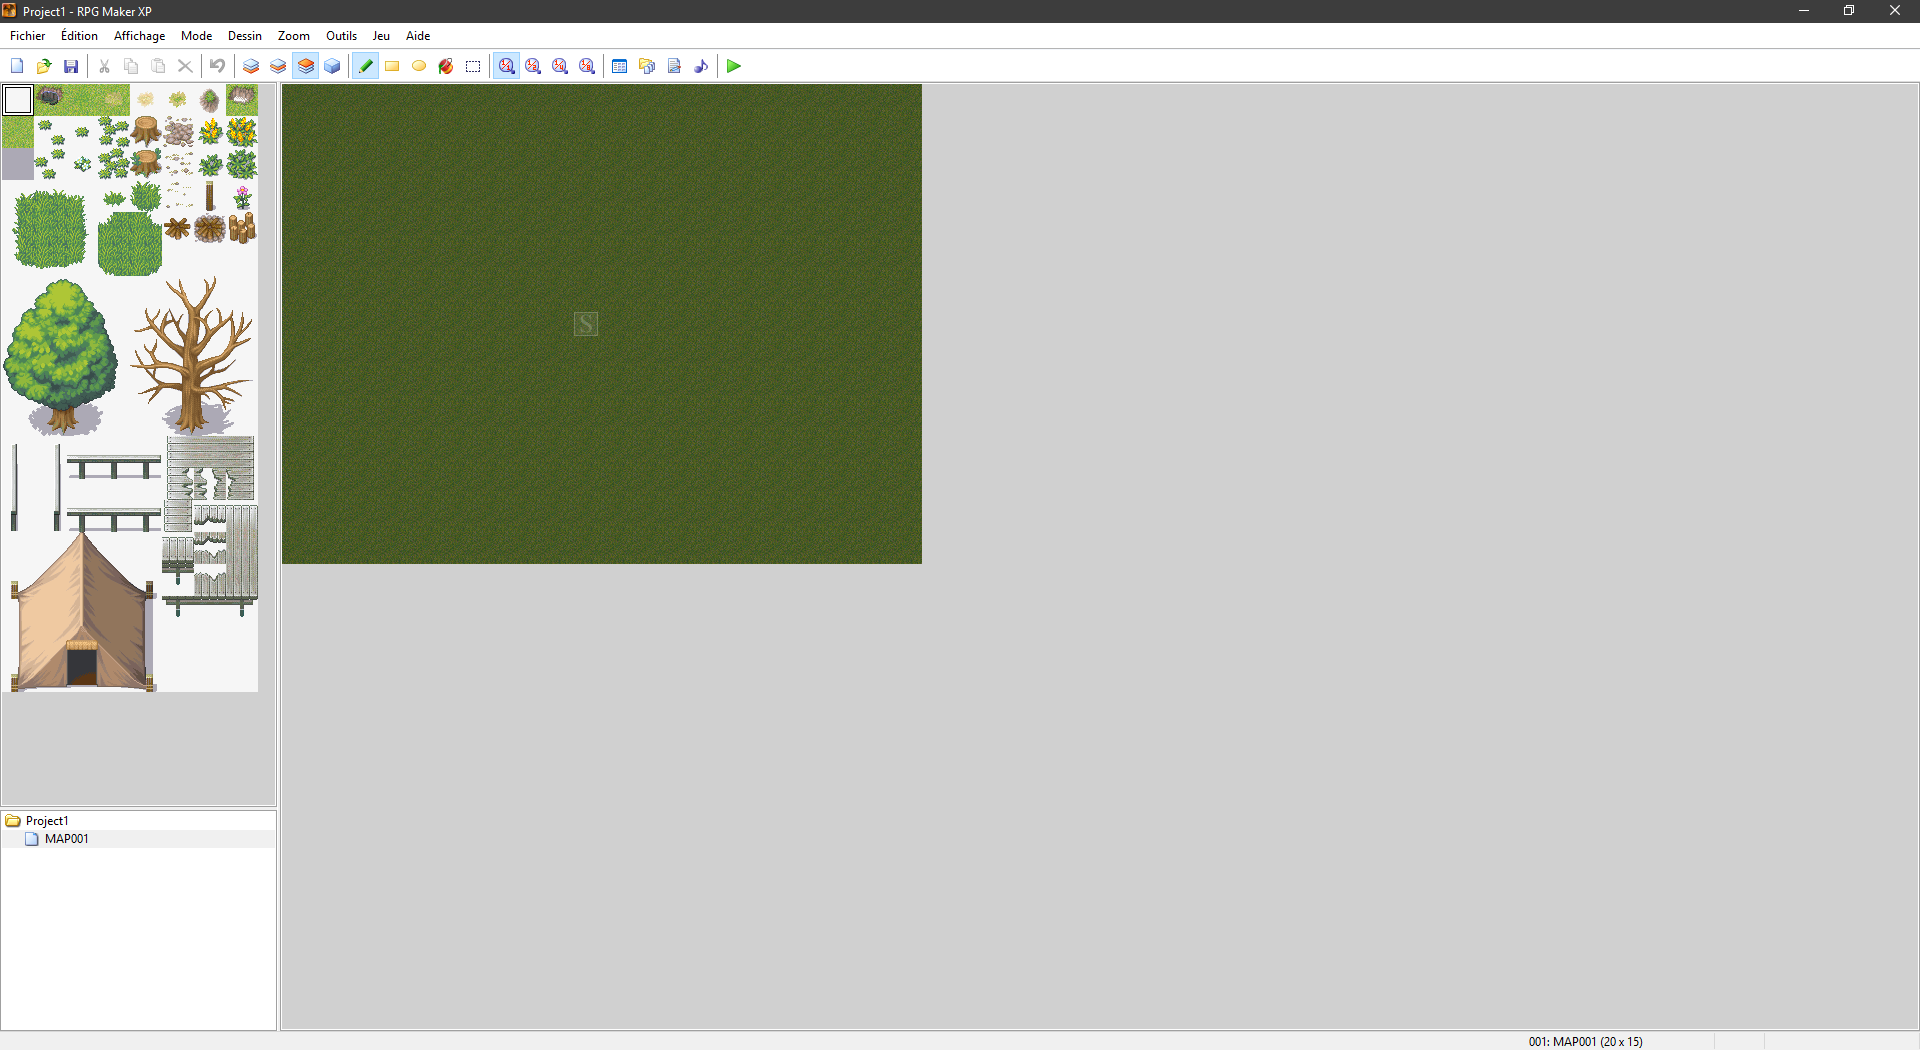 Project1 - RPG Maker XP
Fichier Édition Affichage Mode Dessin Zoom Outils Jeu Aide
S
Project1
MAP001
001: MAP001 (20 x 15)